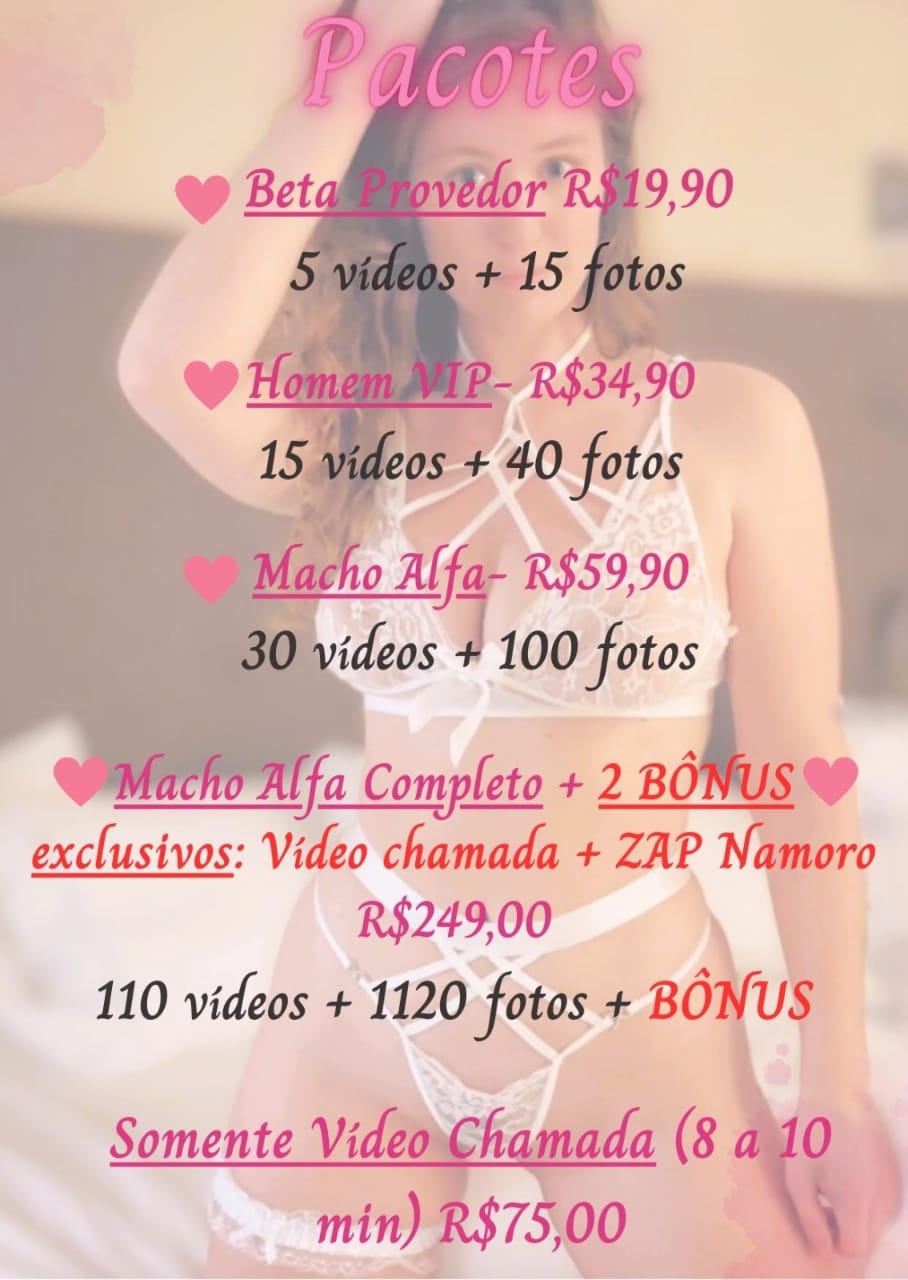 Pacotes
Beta Provedor R$19,90
5 vídeos + 15 fotos
Homem VIP- R$34,90
15 vídeos + 40 fotos
Macho Alfa- R$59,90
30 vídeos + 100 fotos
Macho Alfa Completo + 2 BÔNUS
exclusivos: Vídeo chamada + ZAP Namoro
R$249,00
110 vídeos + 1120 fotos + BÔNUS
Somente Vídeo Chamada (8 a 10
min) R$75,00